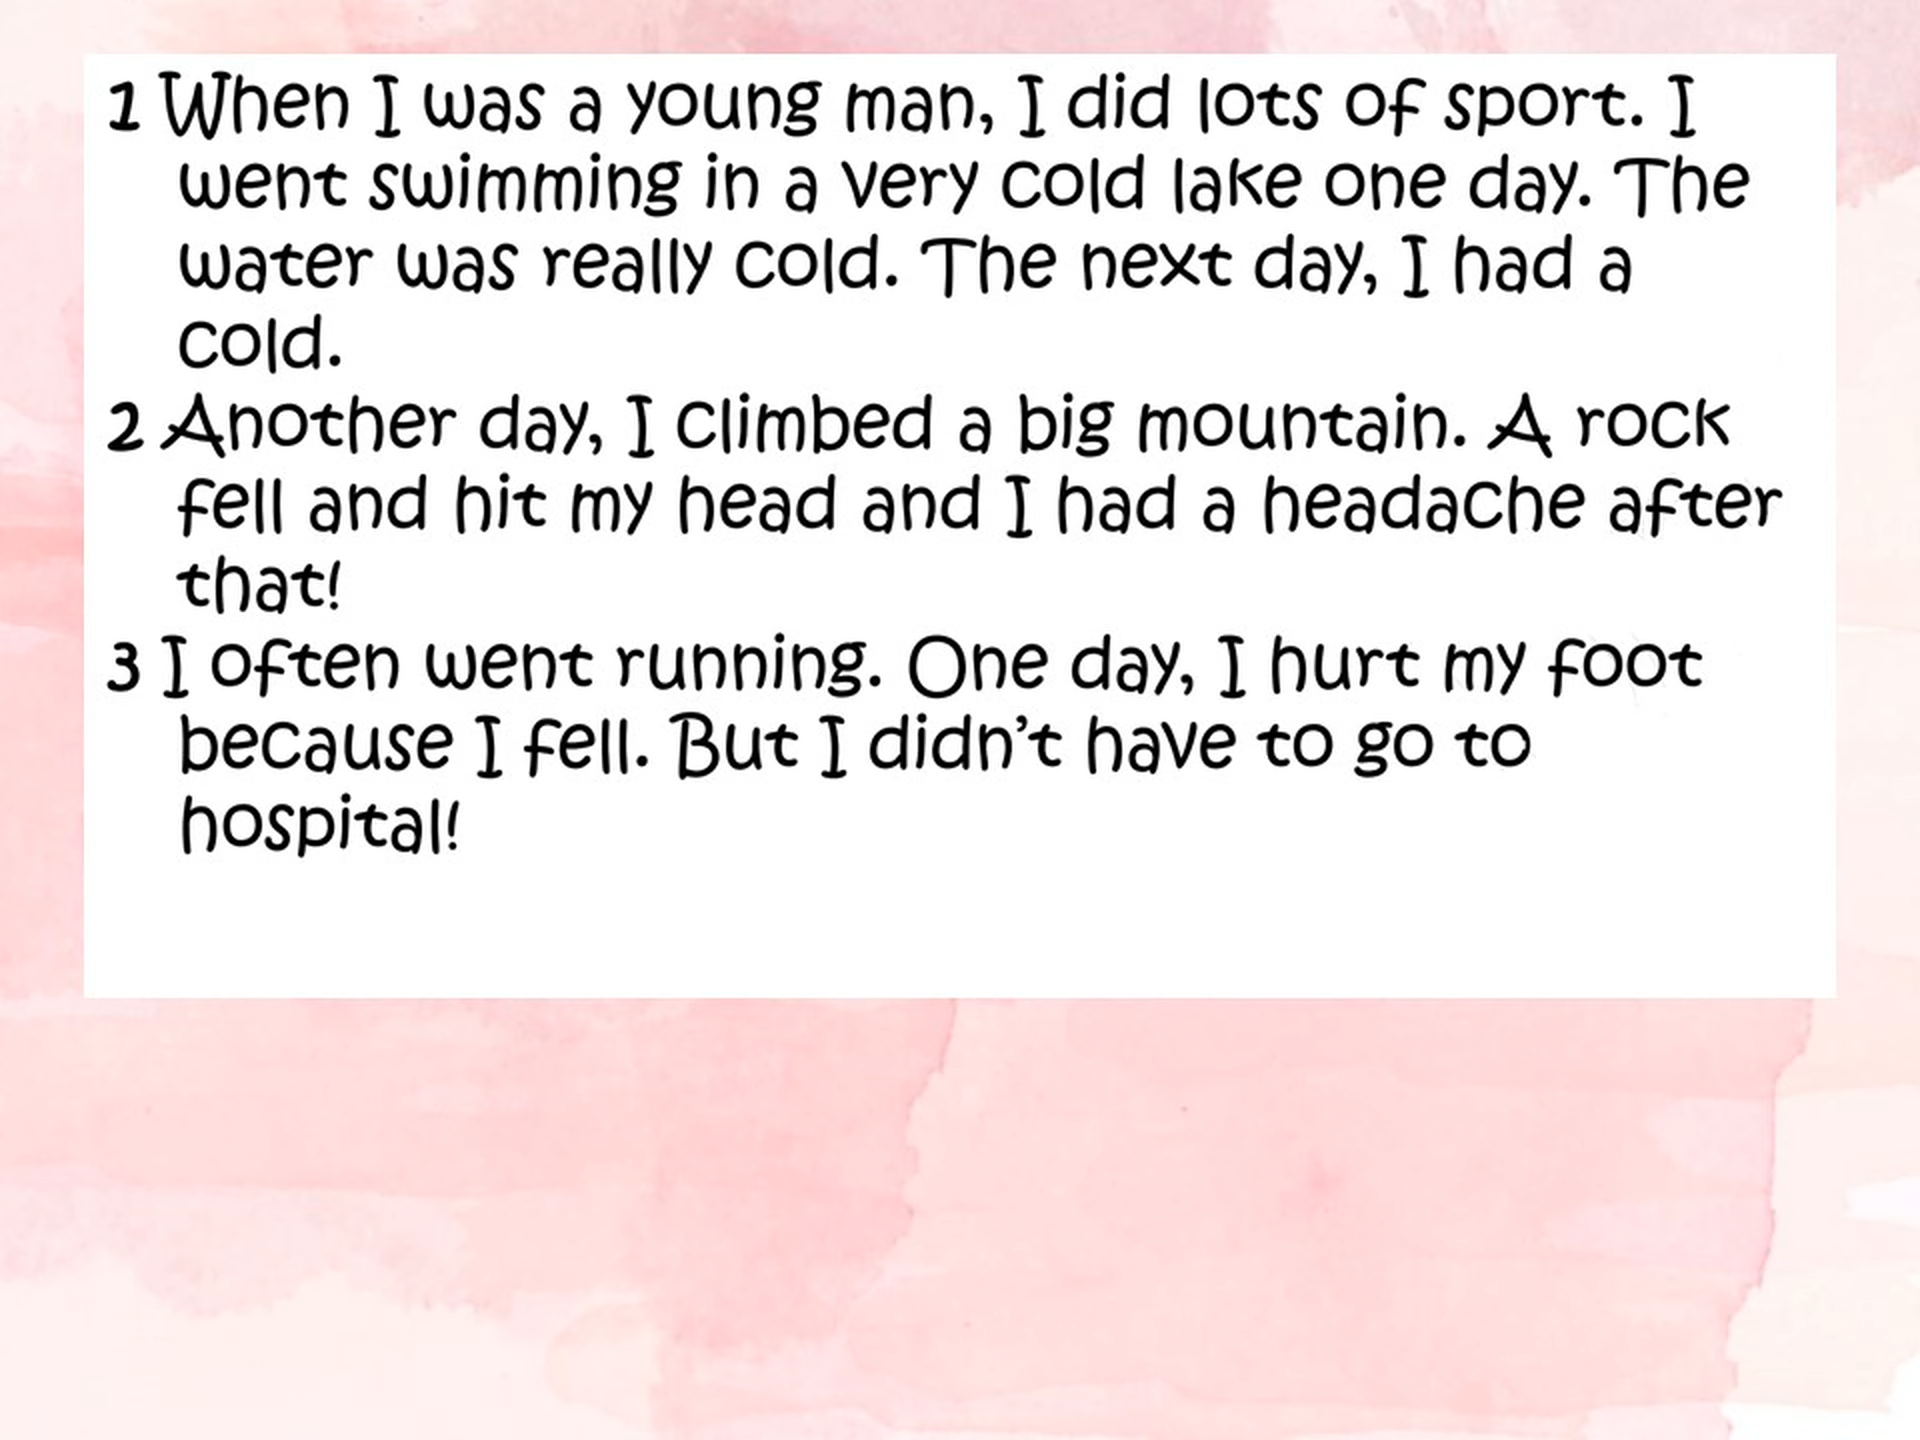 1 When I was a young man, I did lots of sport. I
went swimming in a very cold lake one day. The
water was really cold. The next day, I had a
cold.
2 Another day, I climbed a big mountain. A rock
fell and hit my head and I had a headache after
that!
3 I often went running. One day, I hurt my foot
because I fell. But I didn’t have to go to
hospital!